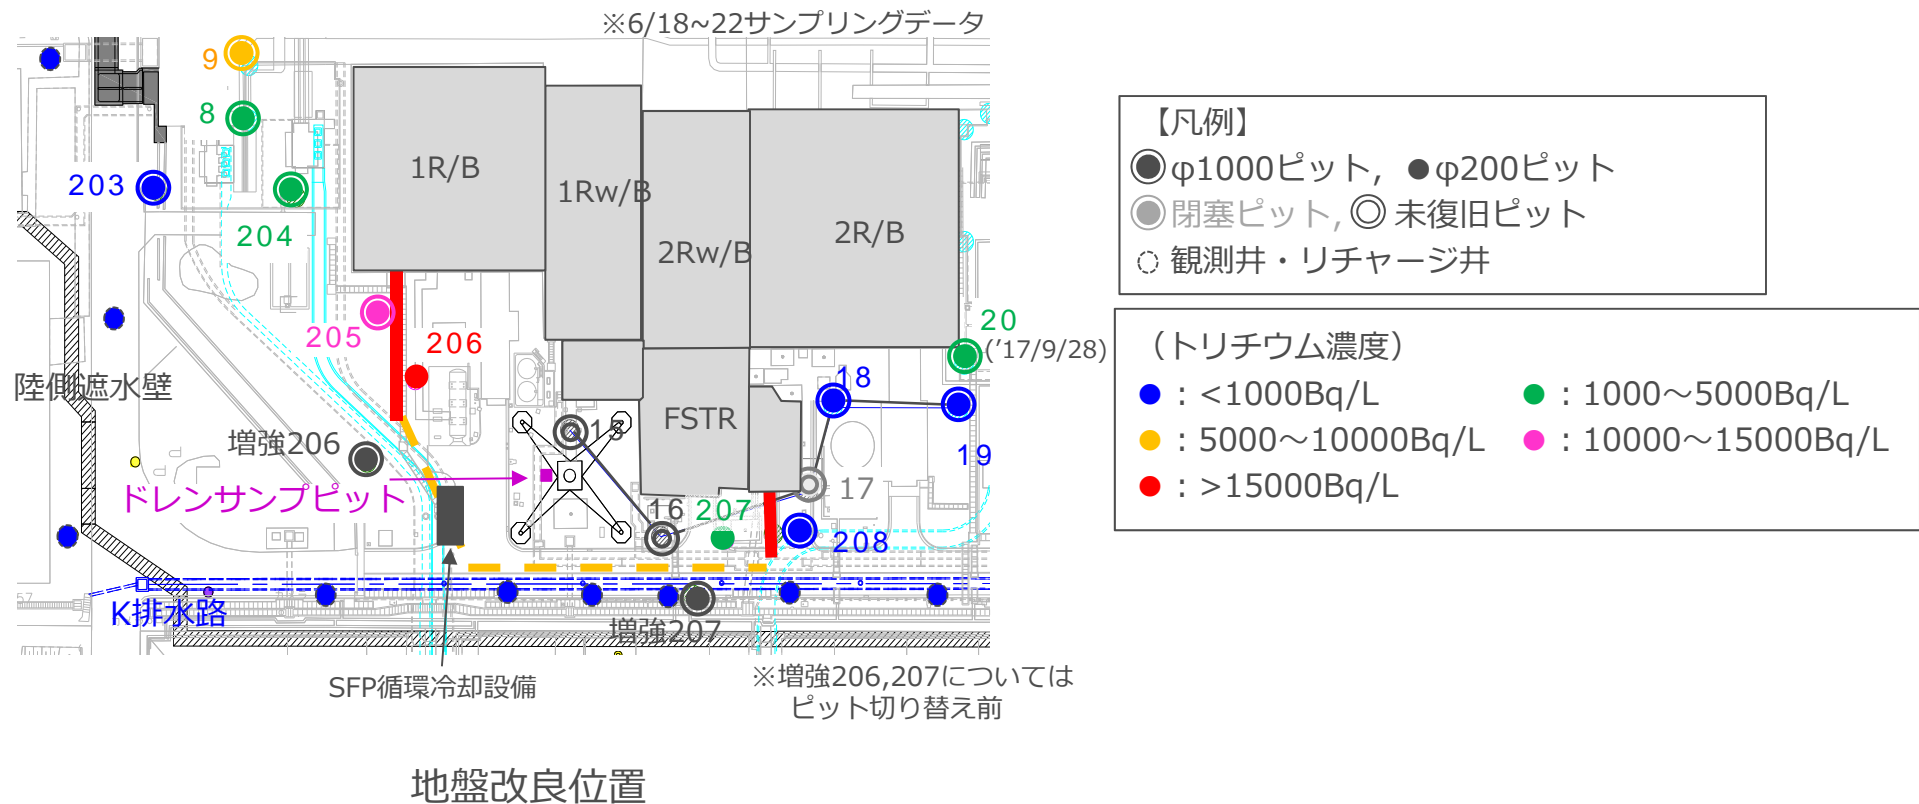 ※6/18~22サンプリングデータ
9
8
203
204
1R/B
1Rw/B
2Rw/B
2R/B
205
206
20
('17/9/28)
18
陸側遮水壁
FSTR
15
増強206
19
ドレンサンプピット
17
16
207
208
K排水路
増強207
SFP循環冷却設備
※増強206,207については
ピット切り替え前
地盤改良位置
【凡例】
φ1000ピット, ●φ200ピット
閉塞ピット, ◎ 未復旧ピット
観測井・リチャージ井
(トリチウム濃度)
●:<1000Bq/L ●:1000~5000Bq/L
●:5000~10000Bq/L ●:10000~15000Bq/L
●:>15000Bq/L